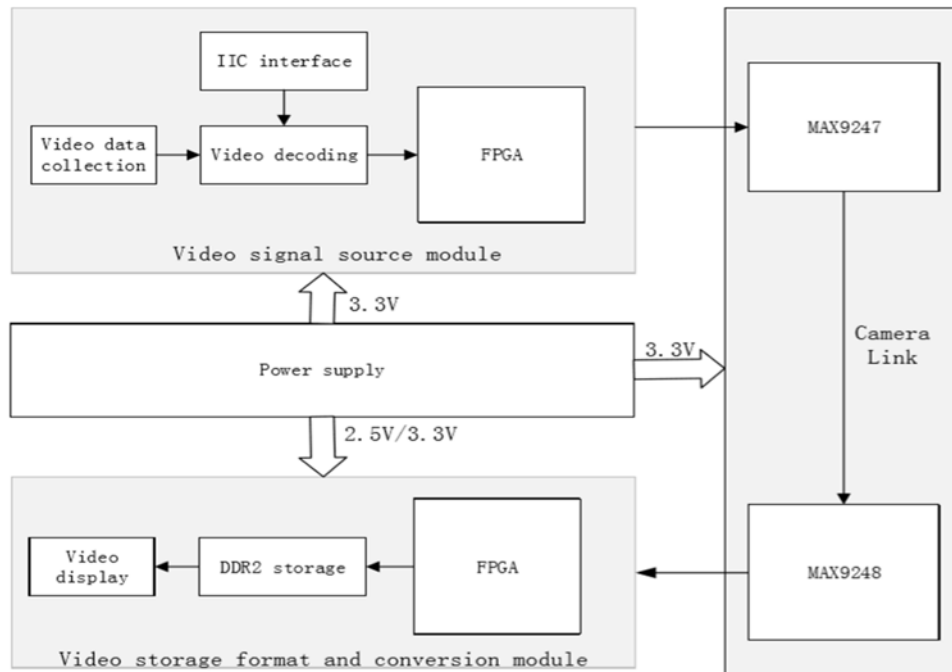 IIC interface
MAX9247
Video data
collection
Video decoding
FPGA
Video signal source module
3.3V
Power supply
3.3V
Camera
Link
2.5V/3.3V
Video
display
DDR2 storage
FPGA
MAX9248
Video storage format and conversion module